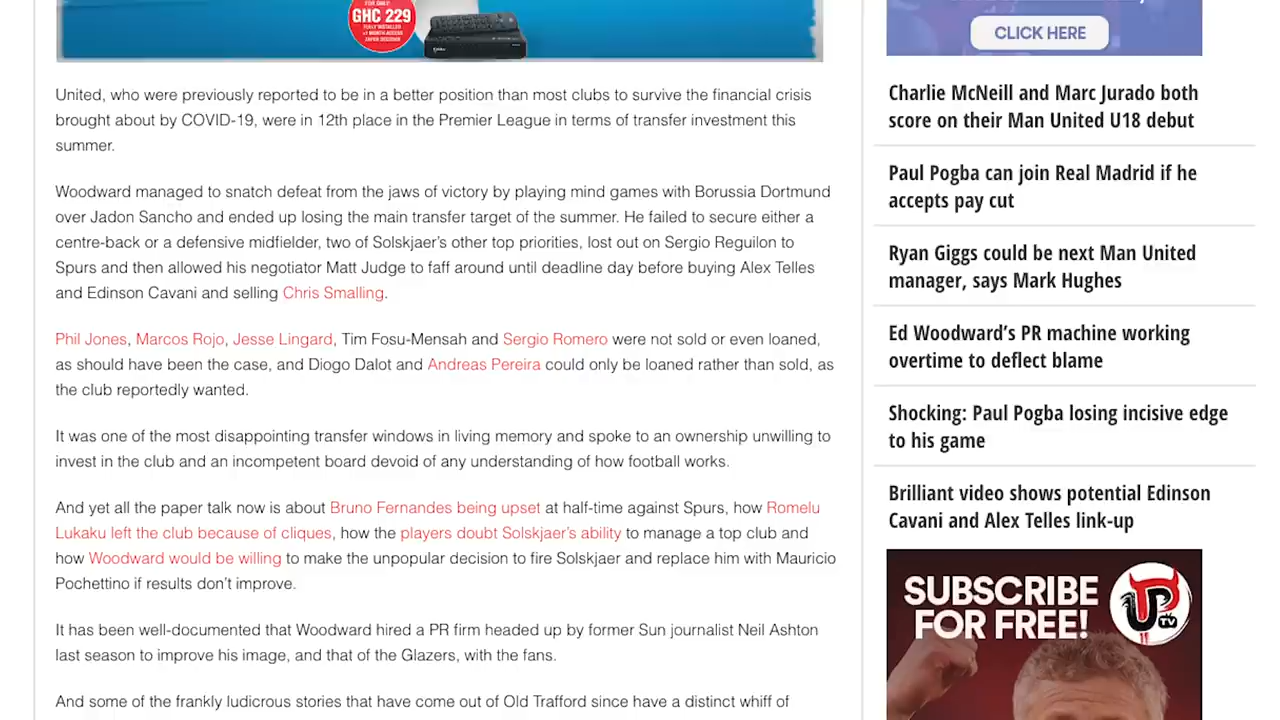 GHC 229
CLICK HERE
United, who were previously reported to be in a better position than most clubs to survive the financial crisis
brought about by COVID-19, were in 12th place in the Premier League in terms of transfer investment this
summer.
Woodward managed to snatch defeat from the jaws of victory by playing mind games with Borussia Dortmund
over Jadon Sancho and ended up losing the main transfer target of the summer. He failed to secure either a
centre-back or a defensive midfielder, two of Solskjaer’s other top priorities, lost out on Sergio Reguilon to
Spurs and then allowed his negotiator Matt Judge to faff around until deadline day before buying Alex Telles
and Edinson Cavani and selling Chris Smalling.
Phil Jones, Marcos Rojo, Jesse Lingard, Tim Fosu-Mensah and Sergio Romero were not sold or even loaned,
as should have been the case, and Diogo Dalot and Andreas Pereira could only be loaned rather than sold, as
the club reportedly wanted.
It was one of the most disappointing transfer windows in living memory and spoke to an ownership unwilling to
invest in the club and an incompetent board devoid of any understanding of how football works.
And yet all the paper talk now is about Bruno Fernandes being upset at half-time against Spurs, how Romelu
Lukaku left the club because of cliques, how the players doubt Solskjaer’s ability to manage a top club and
how Woodward would be willing to make the unpopular decision to fire Solskjaer and replace him with Mauricio
Pochettino if results don’t improve.
It has been well-documented that Woodward hired a PR firm headed up by former Sun journalist Neil Ashton
last season to improve his image, and that of the Glazers, with the fans.
And some of the frankly ludicrous stories that have come out of Old Trafford since have a distinct whiff of
Charlie McNeill and Marc Jurado both
score on their Man United U18 debut
Paul Pogba can join Real Madrid if he
accepts pay cut
Ryan Giggs could be next Man United
manager, says Mark Hughes
Ed Woodward’s PR machine working
overtime to deflect blame
Shocking: Paul Pogba losing incisive edge
to his game
Brilliant video shows potential Edinson
Cavani and Alex Telles link-up
SUBSCRIBE
FOR FREE!
TV